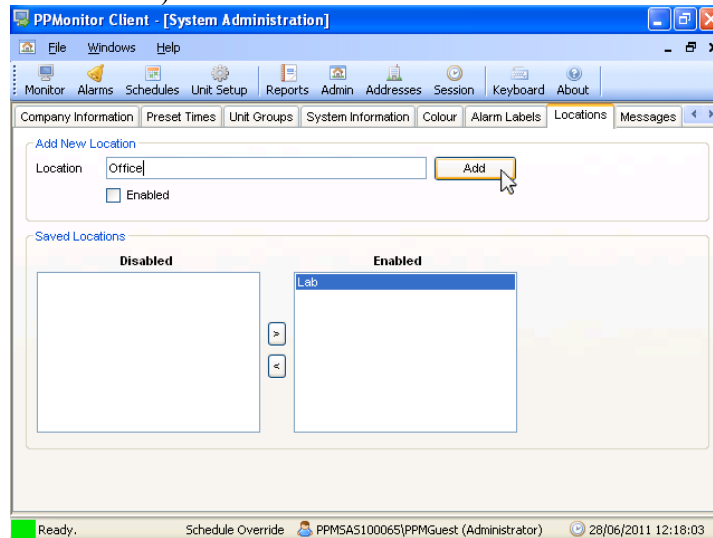 PPMonitor Client - [System Administration]
File Windows Help
Monitor Alarms Schedules Unit Setup Reports Admin Addresses Session Keyboard About
Company Information Preset Times Unit Groups System Information Colour Alarm Labels Locations Messages
Add New Location
Location Office Add
Enabled
Saved Locations
Disabled Enabled
Lab
>
<
Ready. Schedule Override PPMSAS100065\PPMGuest (Administrator) 28/06/2011 12:18:03